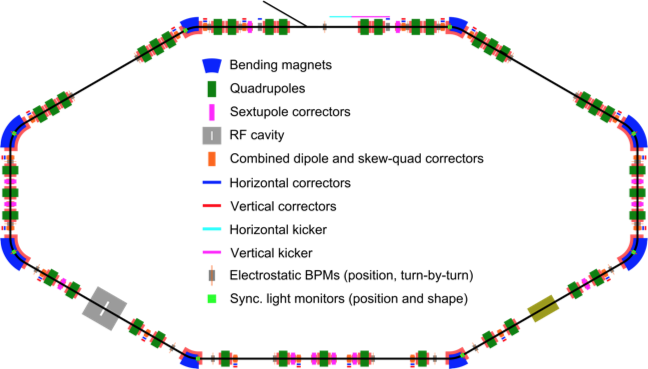 Bending magnets
Quadrupoles
Sextupole correctors
RF cavity
Combined dipole and skew-quad correctors
Horizontal correctors
Vertical correctors
Horizontal kicker
Vertical kicker
Electrostatic BPMs (position, turn-by-turn)
Sync. light monitors (position and shape)